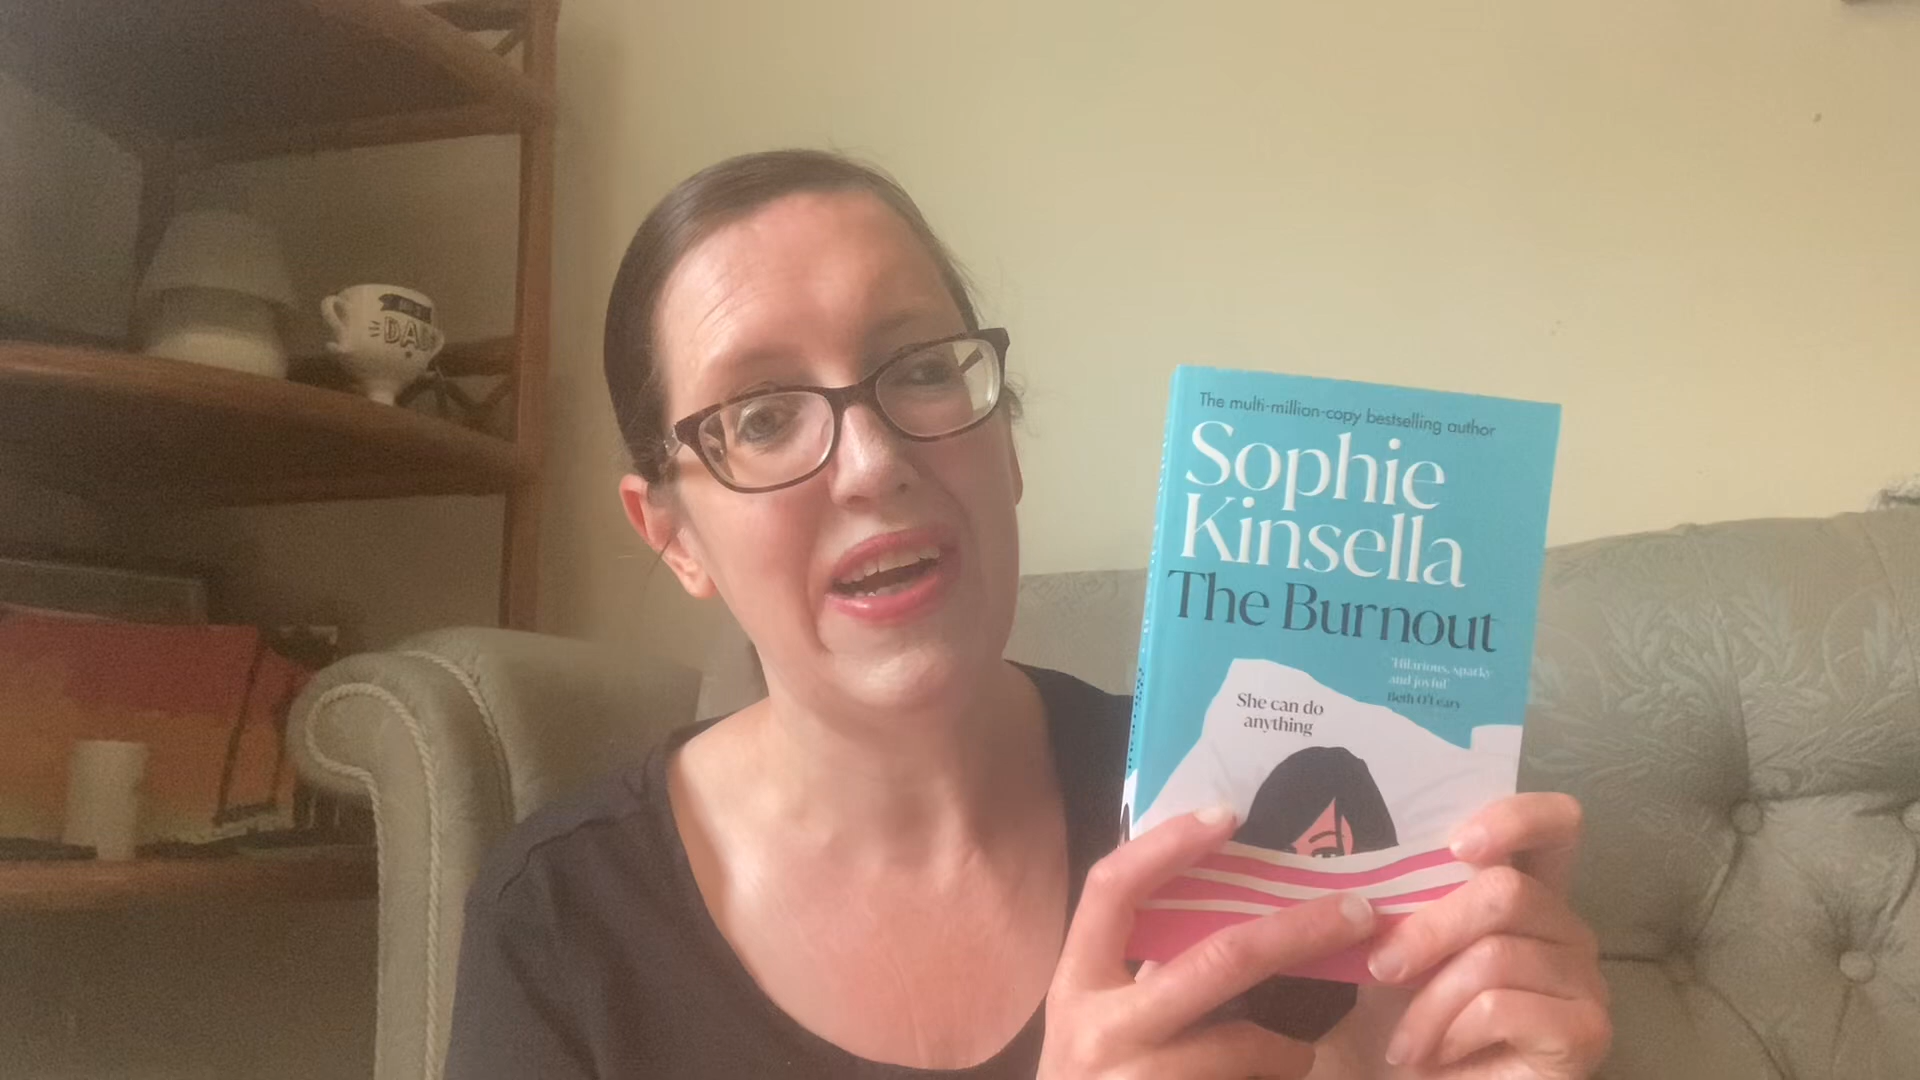 DAD
The multi-million-copy bestselling author
Sophie
Kinsella
The Burnout
'Hilarious, sparky
and joyful'
Beth O'Leary
She can do
anything